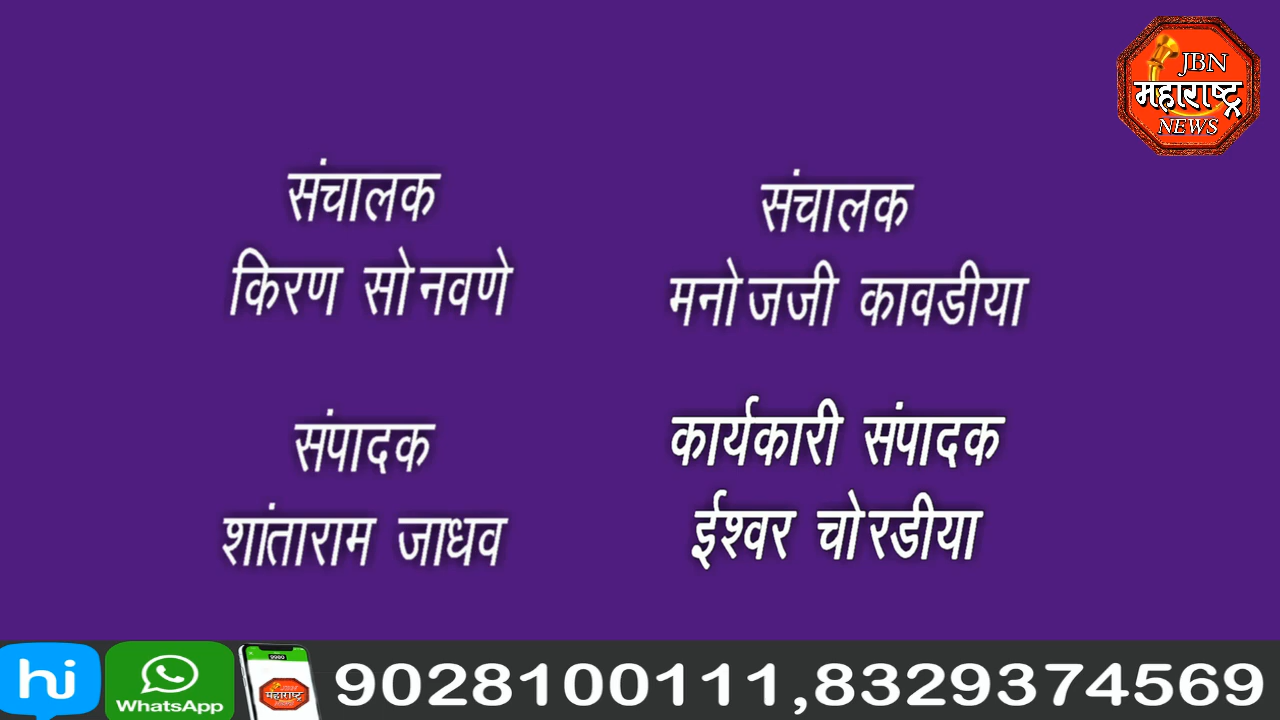 JBN
महाराष्ट्र
NEWS
संचालक
किरण सोनवणे
संचालक
मनोजजी कावडीया
संपादक
शांताराम जाधव
कार्यकारी संपादक
ईश्वर चोरडीया
hi
WhatsApp
महाराष्ट्र
9028100111,8329374569